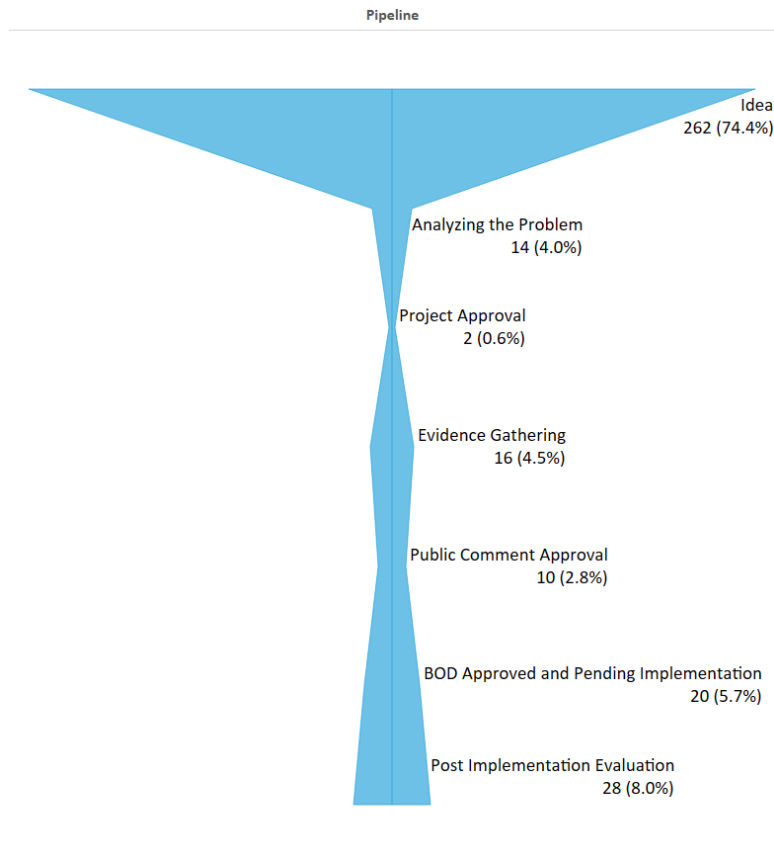 Pipeline
Idea
262 (74.4%)
Analyzing the Problem
14 (4.0%)
Project Approval
2 (0.6%)
Evidence Gathering
16 (4.5%)
Public Comment Approval
10 (2.8%)
BOD Approved and Pending Implementation
20 (5.7%)
Post Implementation Evaluation
28 (8.0%)